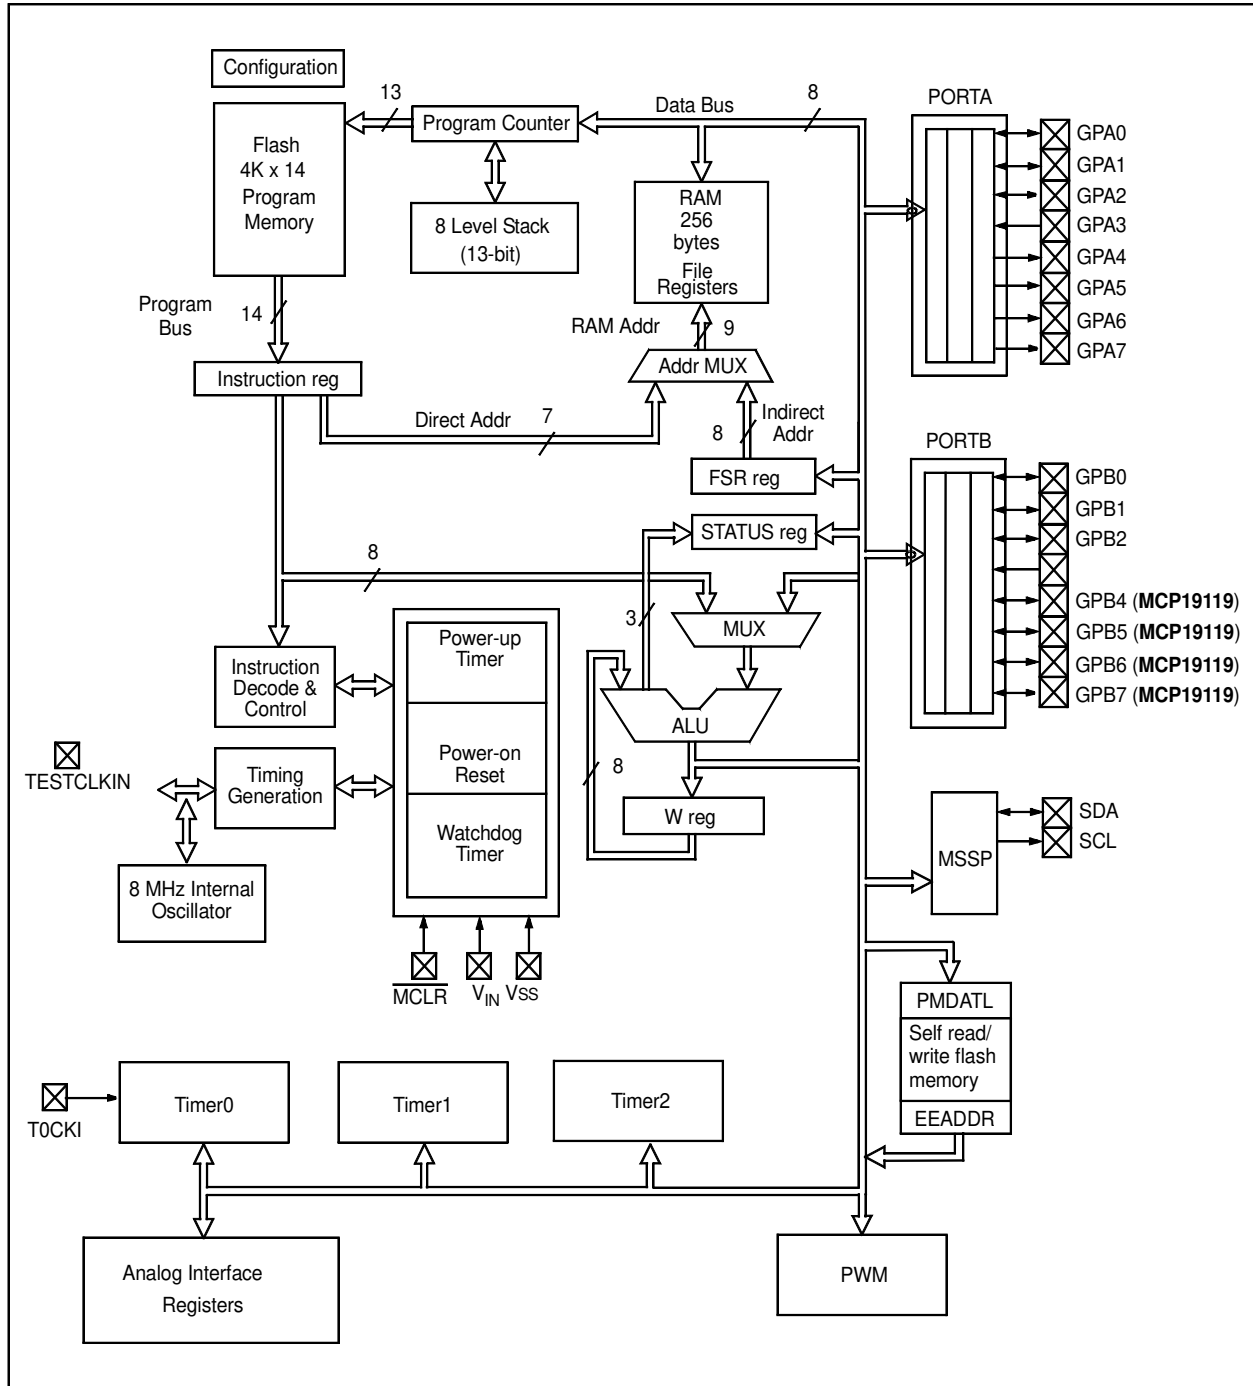 Configuration
13
Data Bus
8
PORTA
Flash
4K x 14
Program
Memory
Program Counter
8 Level Stack
(13-bit)
RAM
256
bytes
File
Registers
GPA0
GPA1
GPA2
GPA3
GPA4
GPA5
GPA6
GPA7
Program
Bus
14
RAM Addr
9
Addr MUX
Instruction reg
Direct Addr
7
8
Indirect
Addr
FSR reg
PORTB
STATUS reg
GPB0
GPB1
GPB2
GPB4 (MCP19119)
GPB5 (MCP19119)
GPB6 (MCP19119)
GPB7 (MCP19119)
8
3
MUX
Instruction
Decode &
Control
Power-up
Timer
ALU
TESTCLKIN
Timing
Generation
Power-on
Reset
8
W reg
Watchdog
Timer
8 MHz Internal
Oscillator
MSSP
SDA
SCL
MCLR
VIN
VSS
PMDATL
Self read/
write flash
memory
EEADDR
T0CKI
Timer0
Timer1
Timer2
Analog Interface
Registers
PWM